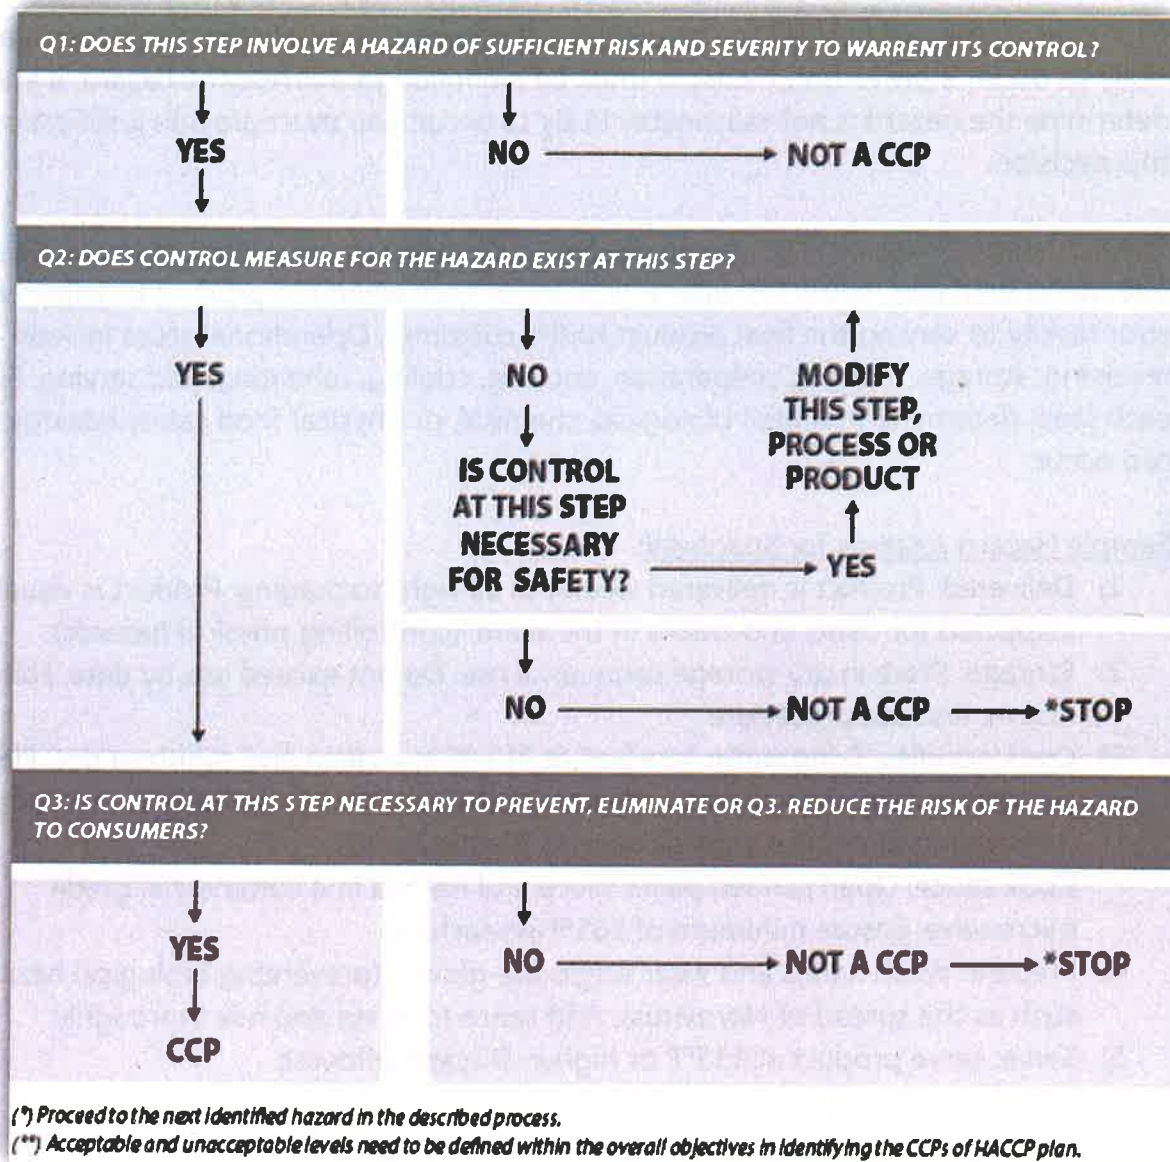 Q1: DOES THIS STEP INVOLVE A HAZARD OF SUFFICIENT RISK AND SEVERITY TO WARRENT ITS CONTROL?
YES
NO
NOT A CCP
Q2: DOES CONTROL MEASURE FOR THE HAZARD EXIST AT THIS STEP?
YES
NO
IS CONTROL
AT THIS STEP
NECESSARY
FOR SAFETY?
YES
MODIFY
THIS STEP,
PROCESS OR
PRODUCT
NO
NOT A CCP
*STOP
Q3: IS CONTROL AT THIS STEP NECESSARY TO PREVENT, ELIMINATE OR Q3. REDUCE THE RISK OF THE HAZARD
TO CONSUMERS?
YES
CCP
NO
NOT A CCP
*STOP
(*) Proceed to the next identified hazard in the described process.
(**) Acceptable and unacceptable levels need to be defined within the overall objectives in identifying the CCPs of HACCP plan.